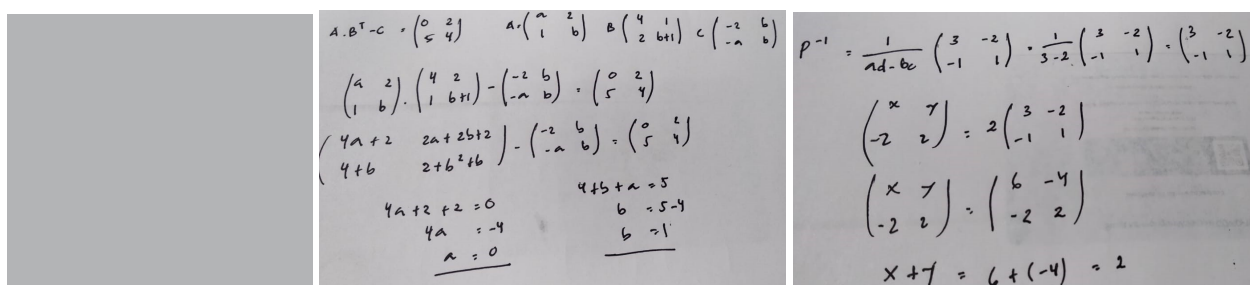 A.Bᵀ-C = (0 2 / 5 4) A.(a 2 / 1 b) B(4 1 / 2 b+1) C(-2 b / -a b)
(a 2 / 1 b).(4 2 / 1 b+1) - (-2 b / -a b) = (0 2 / 5 4)
(4a+2 2a+2b+2 / 4+b 2+b²+b) - (-2 b / -a b) = (0 2 / 5 4)
4a+2+2 = 0
4a = -4
a = 0
4+b+a = 5
b = 5-4
b = 1
P⁻¹ = 1/(ad-bc) (3 -2 / -1 1) = 1/(3-2) (3 -2 / -1 1) = (3 -2 / -1 1)
(x y / -2 2) = 2 (3 -2 / -1 1)
(x y / -2 2) = (6 -4 / -2 2)
x+y = 6+(-4) = 2